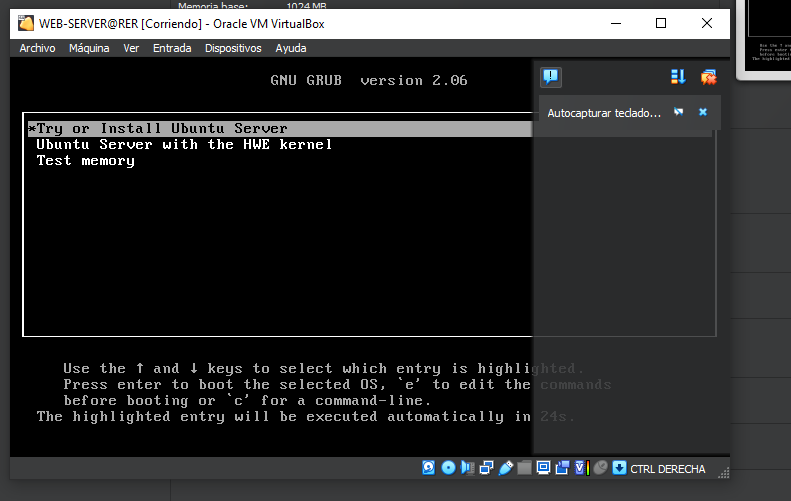 Memoria base: 1024 MB
WEB-SERVER@RER [Corriendo] - Oracle VM VirtualBox
Archivo Máquina Ver Entrada Dispositivos Ayuda
GNU GRUB version 2.06
Autocapturar teclado...
*Try or Install Ubuntu Server
Ubuntu Server with the HWE kernel
Test memory
Use the ↑ and ↓ keys to select which entry is highlighted.
Press enter to boot the selected OS, `e' to edit the commands
before booting or `c' for a command-line.
The highlighted entry will be executed automatically in 24s.
CTRL DERECHA